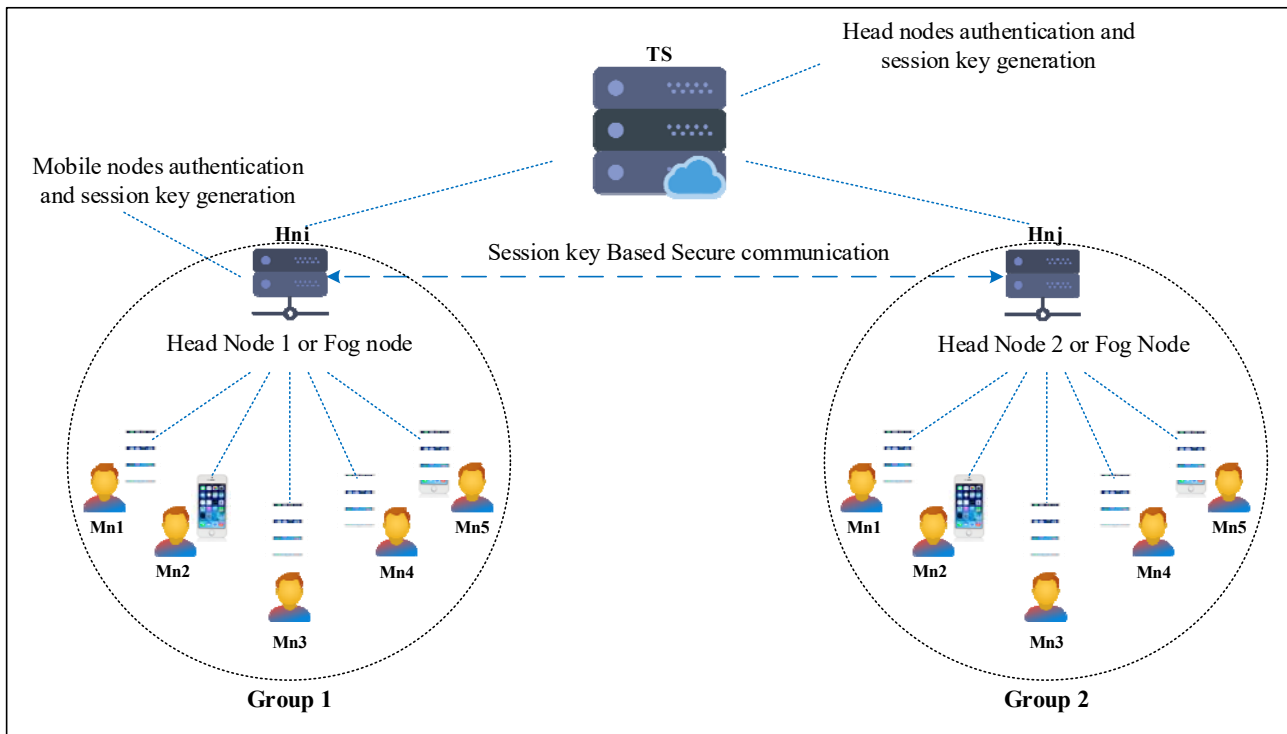 Head nodes authentication and
session key generation
TS
Mobile nodes authentication
and session key generation
Hni
Hnj
Session key Based Secure communication
Head Node 1 or Fog node
Head Node 2 or Fog Node
Mn1
Mn2
Mn3
Mn4
Mn5
Mn1
Mn2
Mn3
Mn4
Mn5
Group 1
Group 2